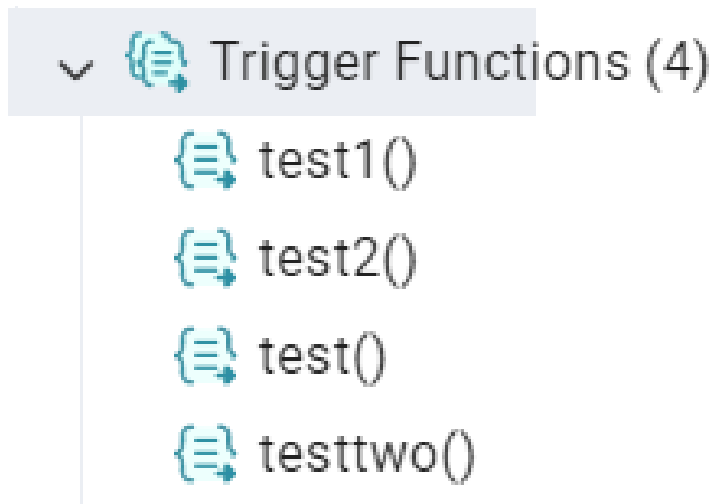 Trigger Functions (4)
test1()
test2()
test()
testtwo()